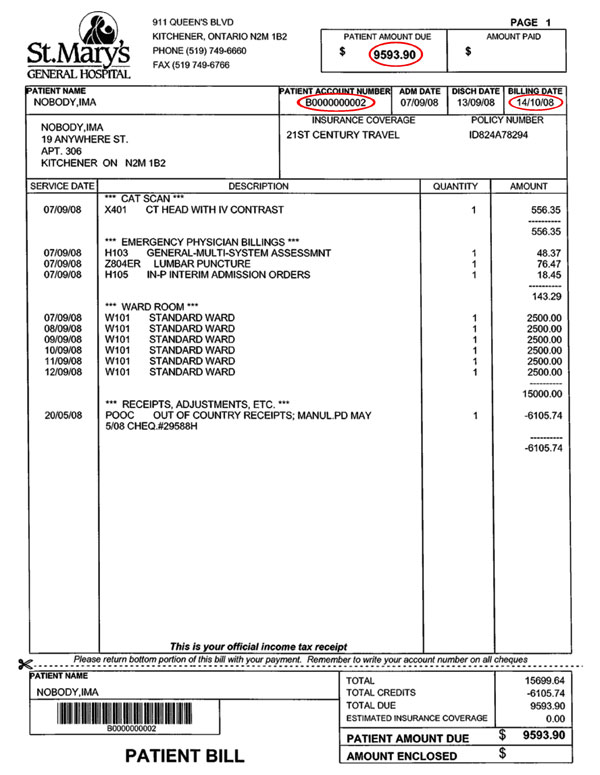 St. Mary's
GENERAL HOSPITAL
911 QUEEN'S BLVD
KITCHENER, ONTARIO N2M 1B2
PHONE (519) 749-6660
FAX (519) 749-6766
PAGE 1
PATIENT AMOUNT DUE AMOUNT PAID
$ 9593.90 $
PATIENT NAME PATIENT ACCOUNT NUMBER ADM DATE DISCH DATE BILLING DATE
NOBODY,IMA B0000000002 07/09/08 13/09/08 14/10/08
INSURANCE COVERAGE POLICY NUMBER
21ST CENTURY TRAVEL ID824A78294
NOBODY,IMA
19 ANYWHERE ST.
APT. 306
KITCHENER ON N2M 1B2
SERVICE DATE DESCRIPTION QUANTITY AMOUNT
*** CAT SCAN ***
07/09/08 X401 CT HEAD WITH IV CONTRAST 1 556.35
----------
556.35
*** EMERGENCY PHYSICIAN BILLINGS ***
07/09/08 H103 GENERAL-MULTI-SYSTEM ASSESSMNT 1 48.37
07/09/08 Z804ER LUMBAR PUNCTURE 1 76.47
07/09/08 H105 IN-P INTERIM ADMISSION ORDERS 1 18.45
----------
143.29
*** WARD ROOM ***
07/09/08 W101 STANDARD WARD 1 2500.00
08/09/08 W101 STANDARD WARD 1 2500.00
09/09/08 W101 STANDARD WARD 1 2500.00
10/09/08 W101 STANDARD WARD 1 2500.00
11/09/08 W101 STANDARD WARD 1 2500.00
12/09/08 W101 STANDARD WARD 1 2500.00
----------
15000.00
*** RECEIPTS, ADJUSTMENTS, ETC. ***
20/05/08 POOC OUT OF COUNTRY RECEIPTS; MANUL.PD MAY 1 -6105.74
5/08 CHEQ.#29588H
----------
-6105.74
This is your official income tax receipt
Please return bottom portion of this bill with your payment. Remember to write your account number on all cheques
PATIENT NAME
NOBODY,IMA
B0000000002
PATIENT BILL
TOTAL 15699.64
TOTAL CREDITS -6105.74
TOTAL DUE 9593.90
ESTIMATED INSURANCE COVERAGE 0.00
PATIENT AMOUNT DUE $ 9593.90
AMOUNT ENCLOSED $